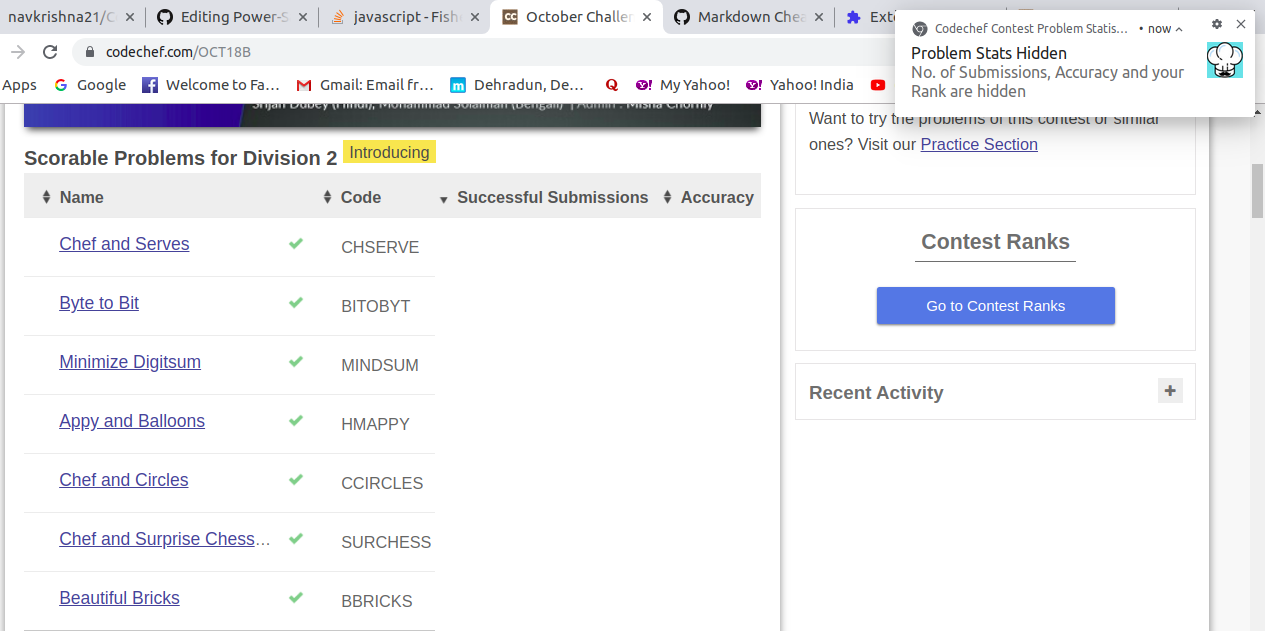 navkrishna21/C
Editing Power-S
javascript - Fish
October Challen
Markdown Chea
Exte
codechef.com/OCT18B
Apps
Google
Welcome to Fa...
Gmail: Email fr...
Dehradun, De...
My Yahoo!
Yahoo! India
Codechef Contest Problem Statis... • now
Problem Stats Hidden
No. of Submissions, Accuracy and your
Rank are hidden
Srijan Dubey (Hindi), Mohammad Solaiman (Bengali) | Admin : Misha Chorniy
Scorable Problems for Division 2 Introducing
Name Code Successful Submissions Accuracy
Chef and Serves CHSERVE
Byte to Bit BITOBYT
Minimize Digitsum MINDSUM
Appy and Balloons HMAPPY
Chef and Circles CCIRCLES
Chef and Surprise Chess... SURCHESS
Beautiful Bricks BBRICKS
Want to try the problems of this contest or similar
ones? Visit our Practice Section
Contest Ranks
Go to Contest Ranks
Recent Activity
+